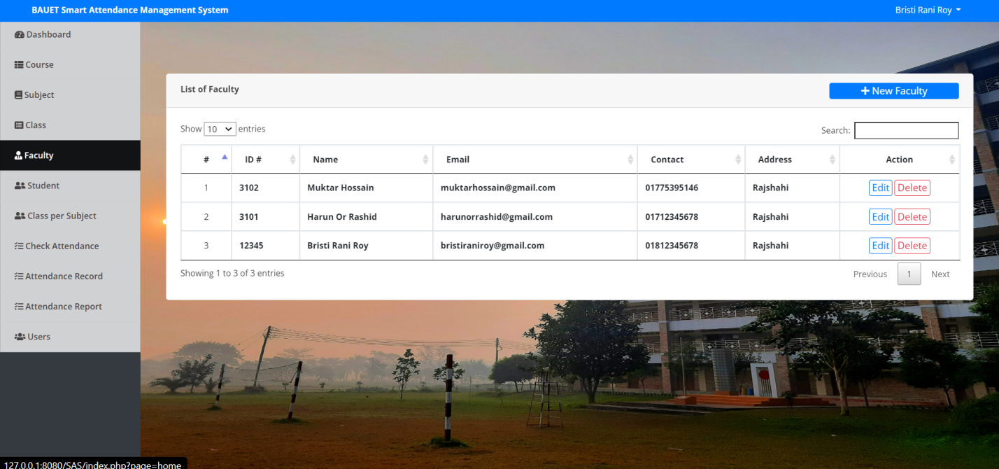 BAUET Smart Attendance Management System
Bristi Rani Roy
Dashboard
Course
Subject
Class
Faculty
Student
Class per Subject
Check Attendance
Attendance Record
Attendance Report
Users
List of Faculty
New Faculty
Show 10 entries
Search:
# ID # Name Email Contact Address Action
1 3102 Muktar Hossain muktarhossain@gmail.com 01775395146 Rajshahi Edit Delete
2 3101 Harun Or Rashid harunorrashid@gmail.com 01712345678 Rajshahi Edit Delete
3 12345 Bristi Rani Roy bristiraniroy@gmail.com 01812345678 Rajshahi Edit Delete
Showing 1 to 3 of 3 entries
Previous 1 Next
127.0.0.1:8080/SAS/index.php?page=home